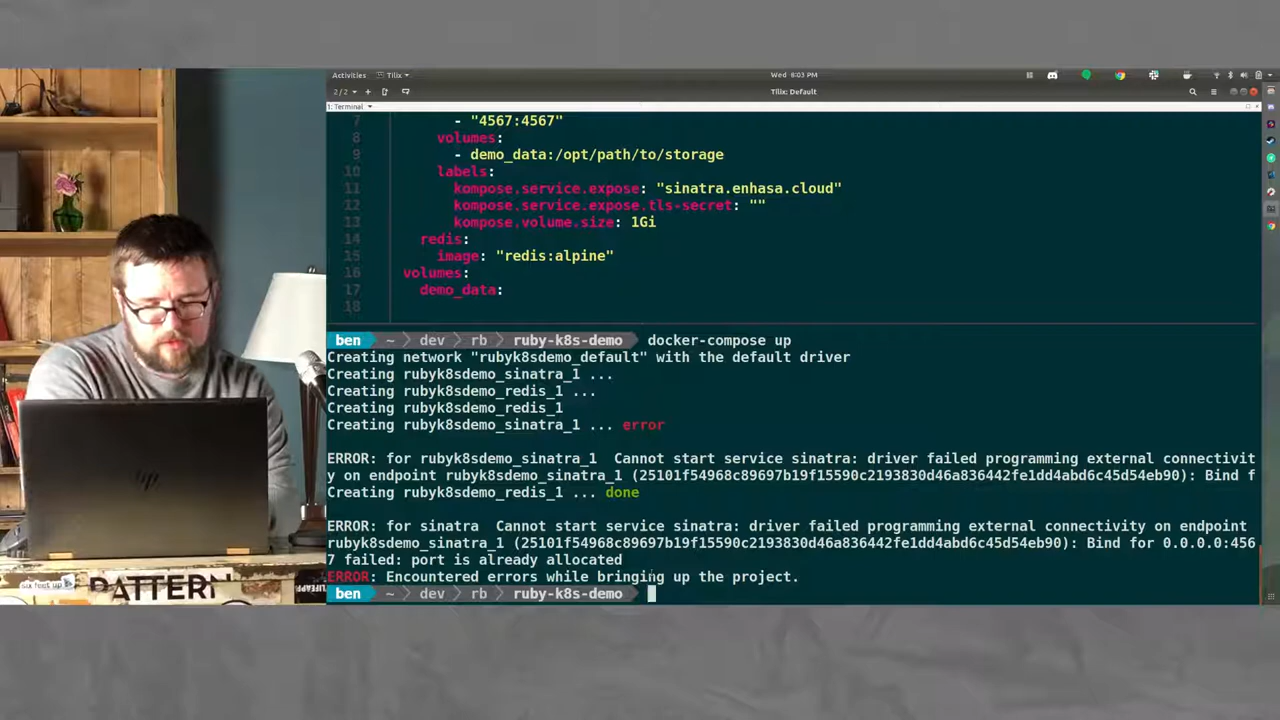 Activities
Tilix
Wed 8:03 PM
2/2
Tilix: Default
1: Terminal
7 - "4567:4567"
8 volumes:
9 - demo_data:/opt/path/to/storage
10 labels:
11 kompose.service.expose: "sinatra.enhasa.cloud"
12 kompose.service.expose.tls-secret: ""
13 kompose.volume.size: 1Gi
14 redis:
15 image: "redis:alpine"
16 volumes:
17 demo_data:
18
ben ~ dev rb ruby-k8s-demo docker-compose up
Creating network "rubyk8sdemo_default" with the default driver
Creating rubyk8sdemo_sinatra_1 ...
Creating rubyk8sdemo_redis_1 ...
Creating rubyk8sdemo_redis_1
Creating rubyk8sdemo_sinatra_1 ... error
ERROR: for rubyk8sdemo_sinatra_1 Cannot start service sinatra: driver failed programming external connectivit
y on endpoint rubyk8sdemo_sinatra_1 (25101f54968c89697b19f15590c2193830d46a836442fe1dd4abd6c45d54eb90): Bind f
Creating rubyk8sdemo_redis_1 ... done
ERROR: for sinatra Cannot start service sinatra: driver failed programming external connectivity on endpoint
rubyk8sdemo_sinatra_1 (25101f54968c89697b19f15590c2193830d46a836442fe1dd4abd6c45d54eb90): Bind for 0.0.0.0:456
7 failed: port is already allocated
ERROR: Encountered errors while bringing up the project.
ben ~ dev rb ruby-k8s-demo
hp
six feet up
PATTERN